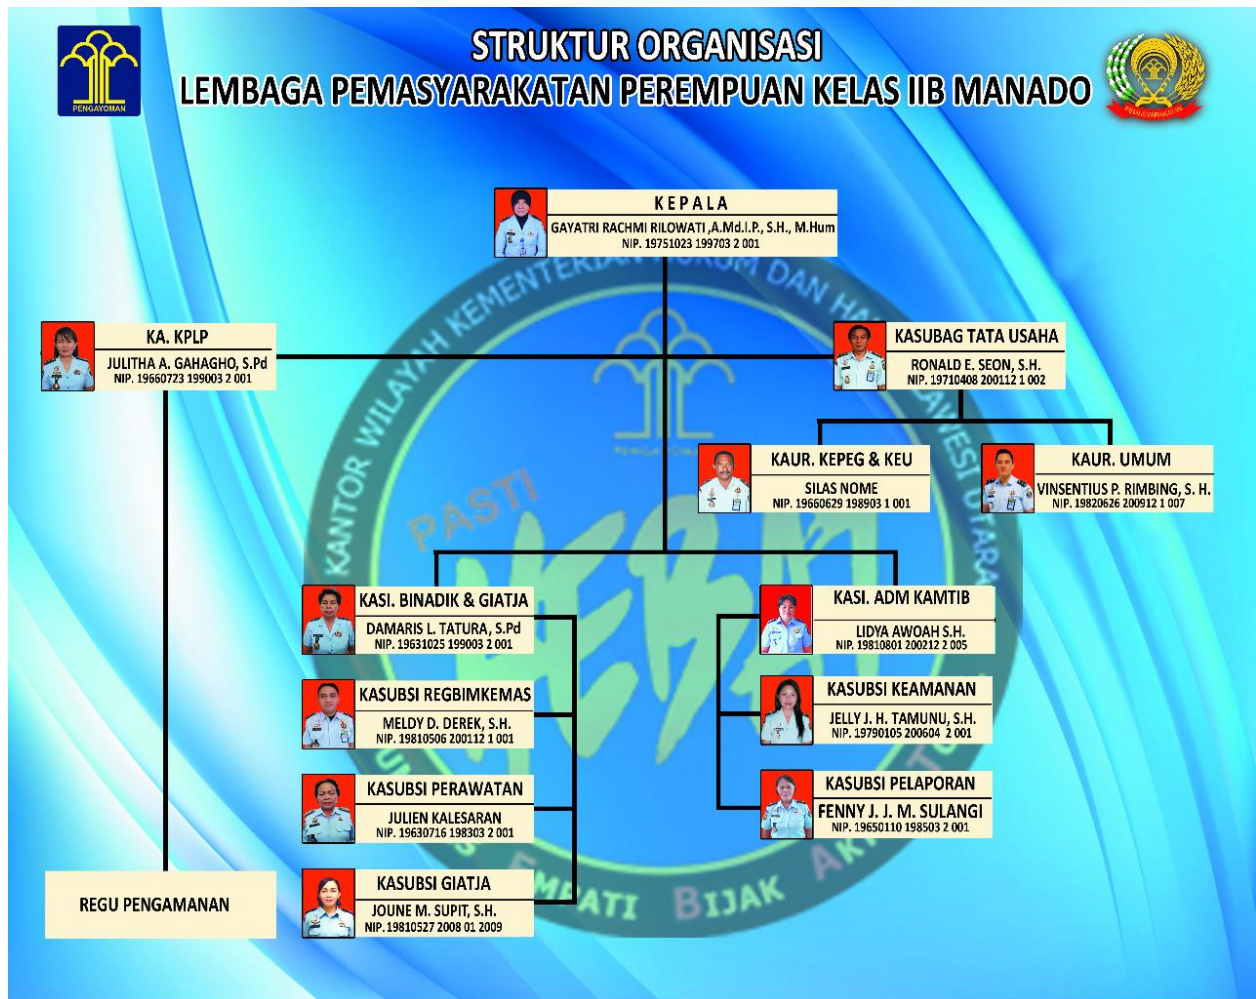 STRUKTUR ORGANISASI
LEMBAGA PEMASYARAKATAN PEREMPUAN KELAS IIB MANADO
PENGAYOMAN
PEMASYARAKATAN
KEPALA
GAYATRI RACHMI RILOWATI ,A.Md.I.P., S.H., M.Hum
NIP. 19751023 199703 2 001
KA. KPLP
JULITHA A. GAHAGHO, S.Pd
NIP. 19660723 199003 2 001
KASUBAG TATA USAHA
RONALD E. SEON, S.H.
NIP. 19710408 200112 1 002
KAUR. KEPEG & KEU
SILAS NOME
NIP. 19660629 198903 1 001
KAUR. UMUM
VINSENTIUS P. RIMBING, S. H.
NIP. 19820626 200912 1 007
KASI. BINADIK & GIATJA
DAMARIS L. TATURA, S.Pd
NIP. 19631025 199003 2 001
KASI. ADM KAMTIB
LIDYA AWOAH S.H.
NIP. 19810801 200212 2 005
KASUBSI REGBIMKEMAS
MELDY D. DEREK, S.H.
NIP. 19810506 200112 1 001
KASUBSI KEAMANAN
JELLY J. H. TAMUNU, S.H.
NIP. 19790105 200604 2 001
KASUBSI PERAWATAN
JULIEN KALESARAN
NIP. 19630716 198303 2 001
KASUBSI PELAPORAN
FENNY J. J. M. SULANGI
NIP. 19650110 198503 2 001
KASUBSI GIATJA
JOUNE M. SUPIT, S.H.
NIP. 19810527 2008 01 2009
REGU PENGAMANAN
KANTOR WILAYAH KEMENTERIAN HUKUM DAN
PASTI
HEBAT
EMPATI BIJAK